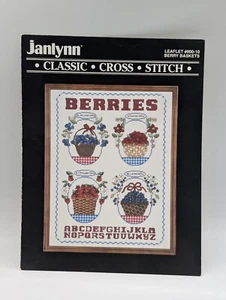 janlynn
LEAFLET #900-10
BERRY BASKETS
• CLASSIC • CROSS • STITCH •
BERRIES
ABCDEFGHIJKLM
NOPQRSTUVWXYZ